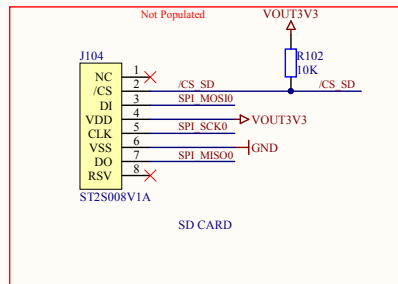 Not Populated
VOUT3V3
J104
R102
10K
NC 1
/CS 2 /CS_SD /CS_SD
DI 3 SPI_MOSI0
VDD 4 VOUT3V3
CLK 5 SPI_SCK0
VSS 6 GND
DO 7 SPI_MISO0
RSV 8
ST2S008V1A
SD CARD